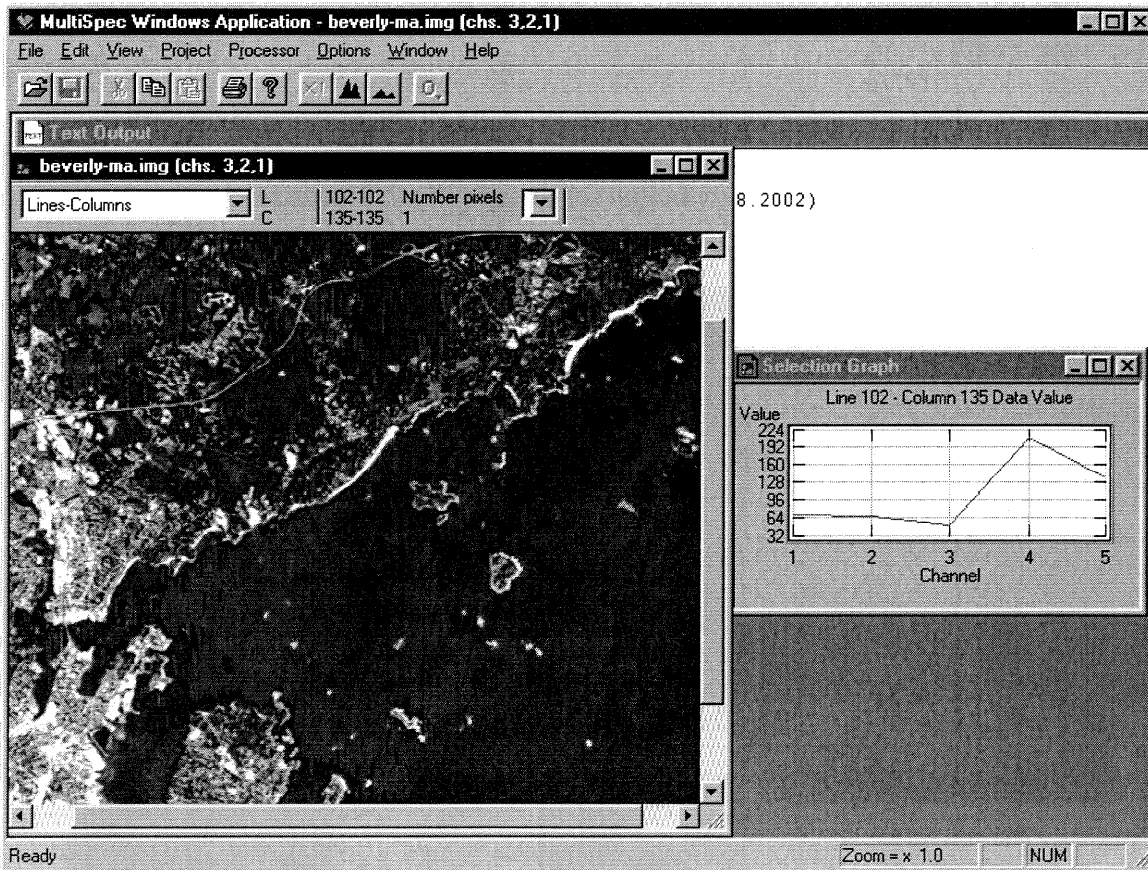 MultiSpec Windows Application - beverly-ma.img (chs. 3,2,1)
File Edit View Project Processor Options Window Help
Text Output
beverly-ma.img (chs. 3,2,1)
Lines-Columns
L 102-102 Number pixels
C 135-135 1
8.2002)
Selection Graph
Line 102 - Column 135 Data Value
Value
224
192
160
128
96
64
32
1 2 3 4 5
Channel
Ready Zoom = x 1.0 NUM